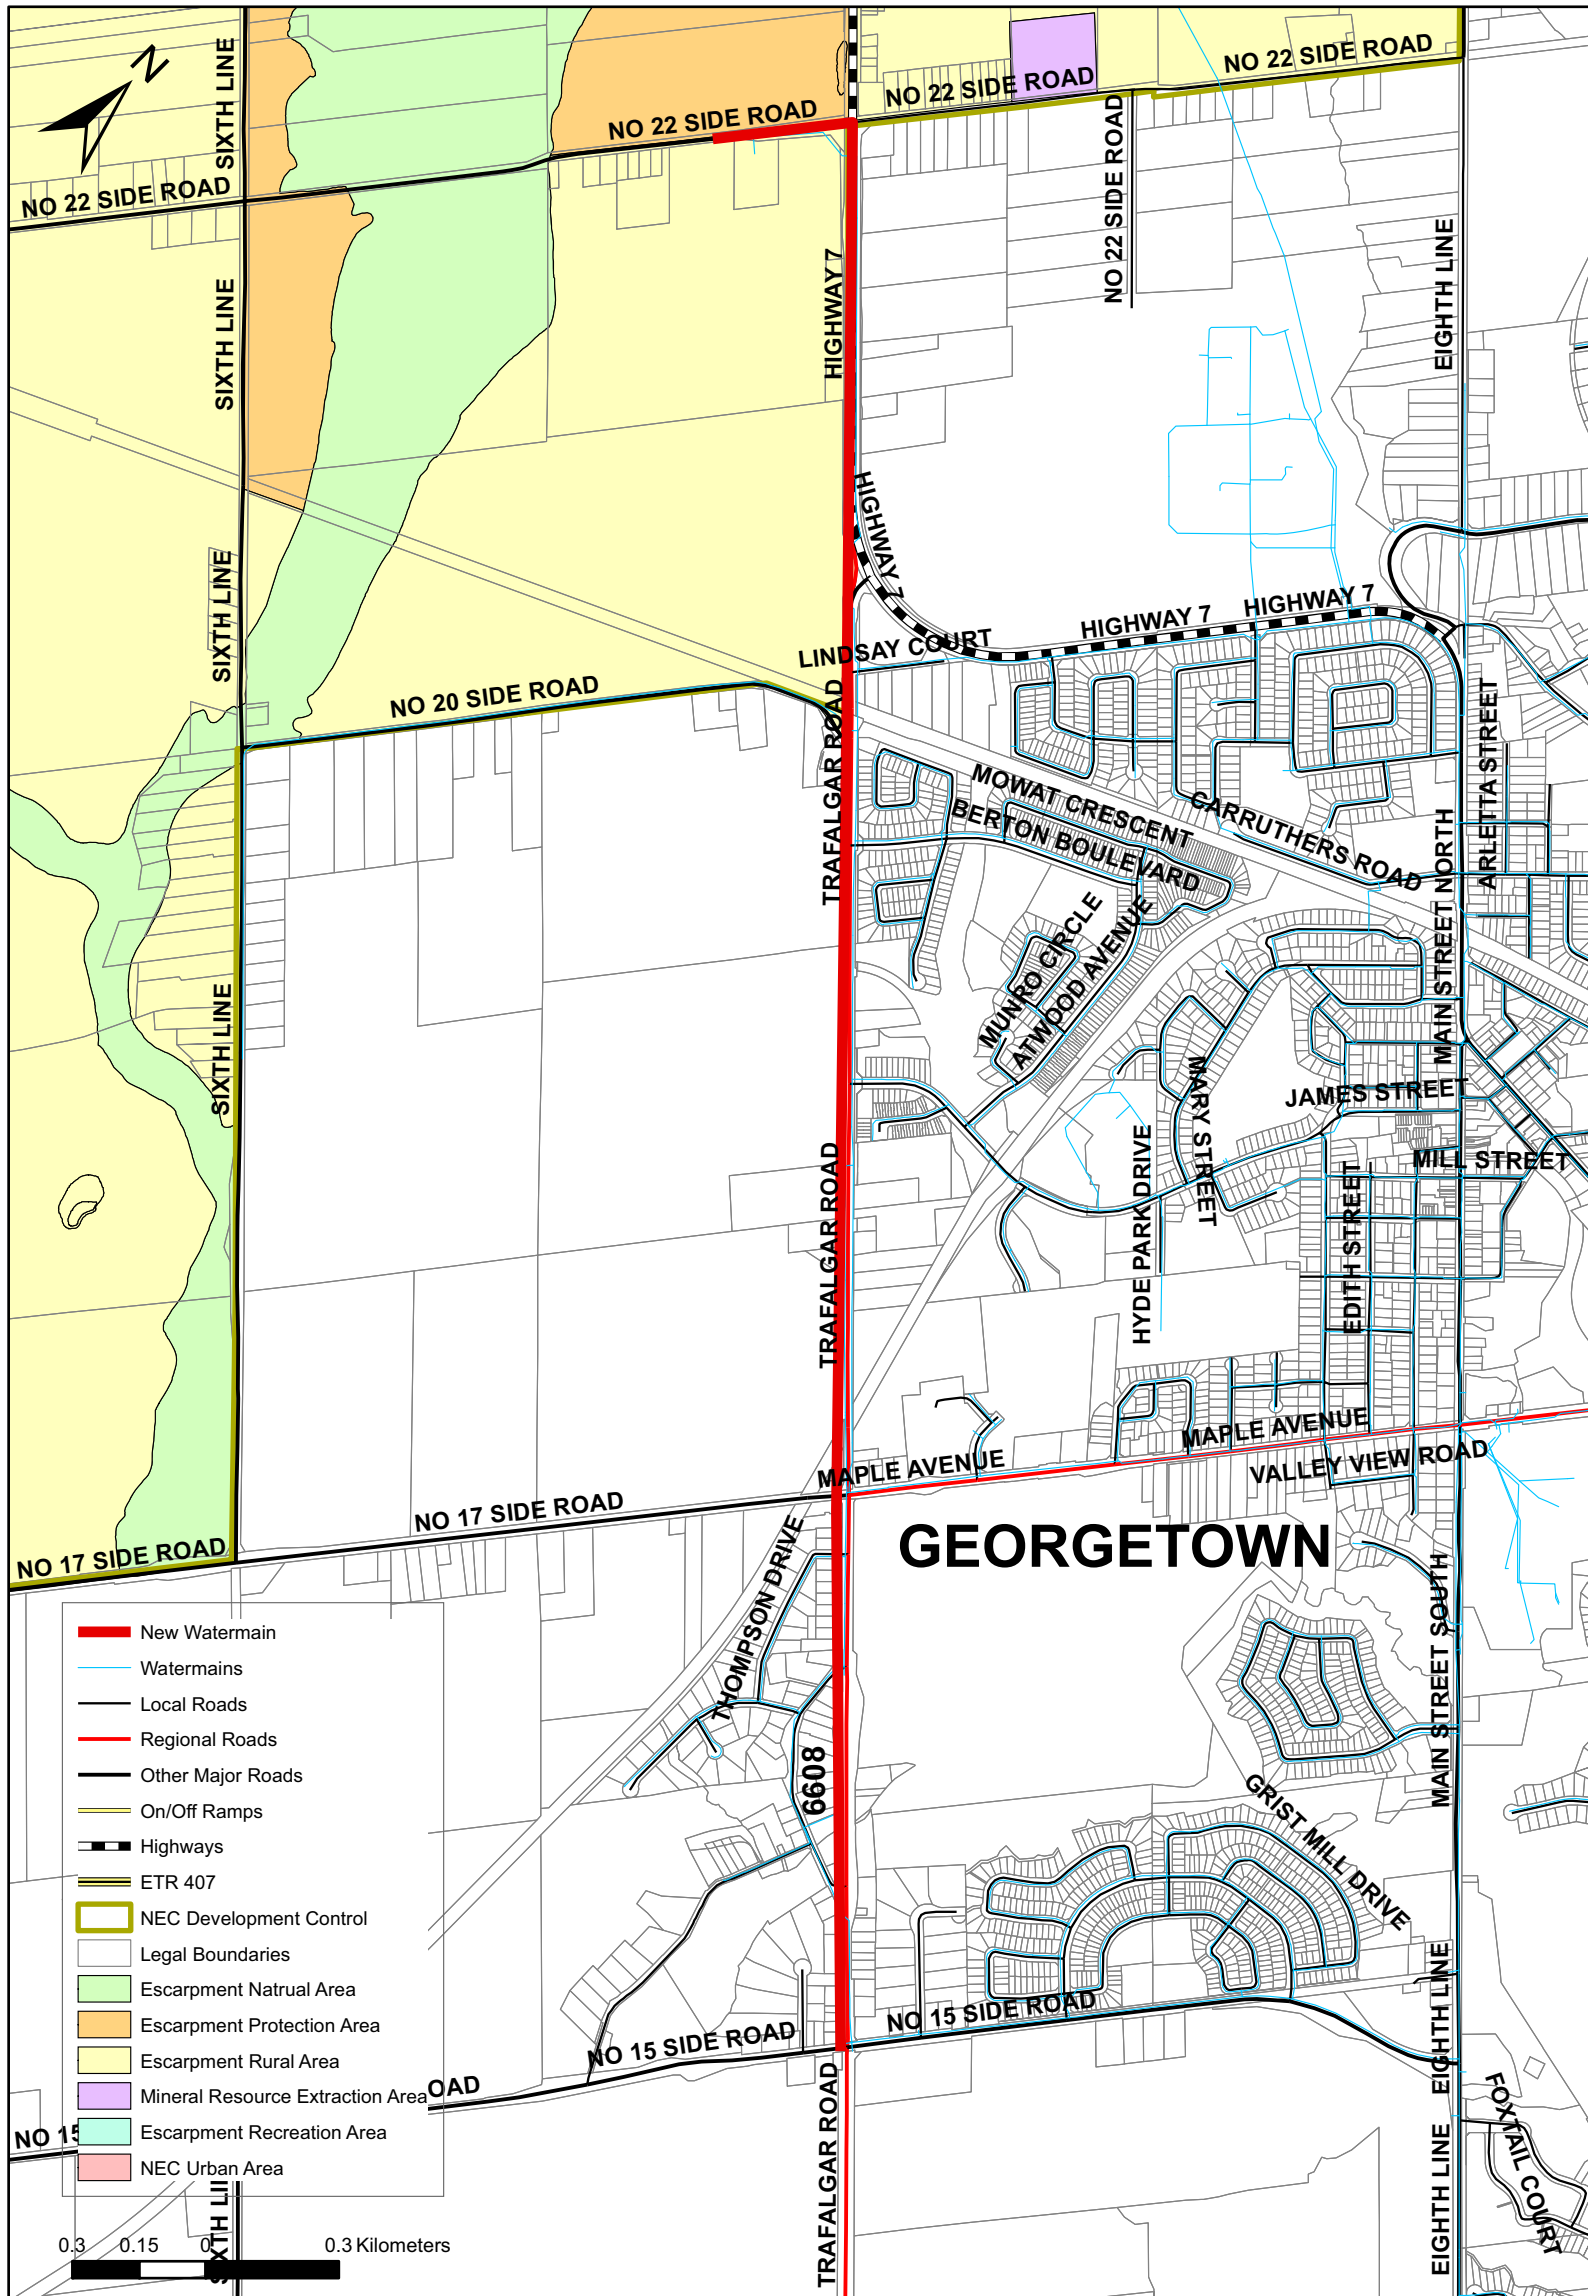 N
SIXTH LINE
SIXTH LINE
NO 22 SIDE ROAD
NO 22 SIDE ROAD
NO 22 SIDE ROAD
NO 22 SIDE ROAD
NO 22 SIDE ROAD
HIGHWAY 7
EIGHTH LINE
SIXTH LINE
HIGHWAY 7
HIGHWAY 7
HIGHWAY 7
SIXTH LINE
LINDSAY COURT
NO 20 SIDE ROAD
TRAFALGAR ROAD
MOWAT CRESCENT
BERTON BOULEVARD
CARRUTHERS ROAD
ARLETTA STREET
MAIN STREET NORTH
MUNRO CIRCLE
ATWOOD AVENUE
SIXTH LINE
MARY STREET
JAMES STREET
MILL STREET
HYDE PARK DRIVE
EDITH STREET
TRAFALGAR ROAD
MAPLE AVENUE
MAPLE AVENUE
VALLEY VIEW ROAD
NO 17 SIDE ROAD
NO 17 SIDE ROAD
GEORGETOWN
THOMPSON DRIVE
6608
MAIN STREET SOUTH
GRIST MILL DRIVE
NO 15 SIDE ROAD
NO 15 SIDE ROAD
EIGHTH LINE
FOXTAIL COURT
TRAFALGAR ROAD
EIGHTH LINE
New Watermain
Watermains
Local Roads
Regional Roads
Other Major Roads
On/Off Ramps
Highways
ETR 407
NEC Development Control
Legal Boundaries
Escarpment Natrual Area
Escarpment Protection Area
Escarpment Rural Area
Mineral Resource Extraction Area
Escarpment Recreation Area
NEC Urban Area
OAD
NO 15
0.3 0.15 0 0.3 Kilometers